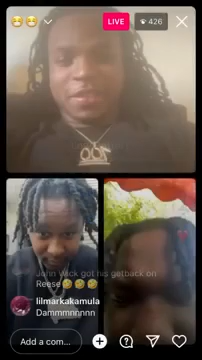 LIVE
426
John Wick got his getback on
Reese🤣🤣🤣
lilmarkakamula
Dammmnnnnn
Add a com...